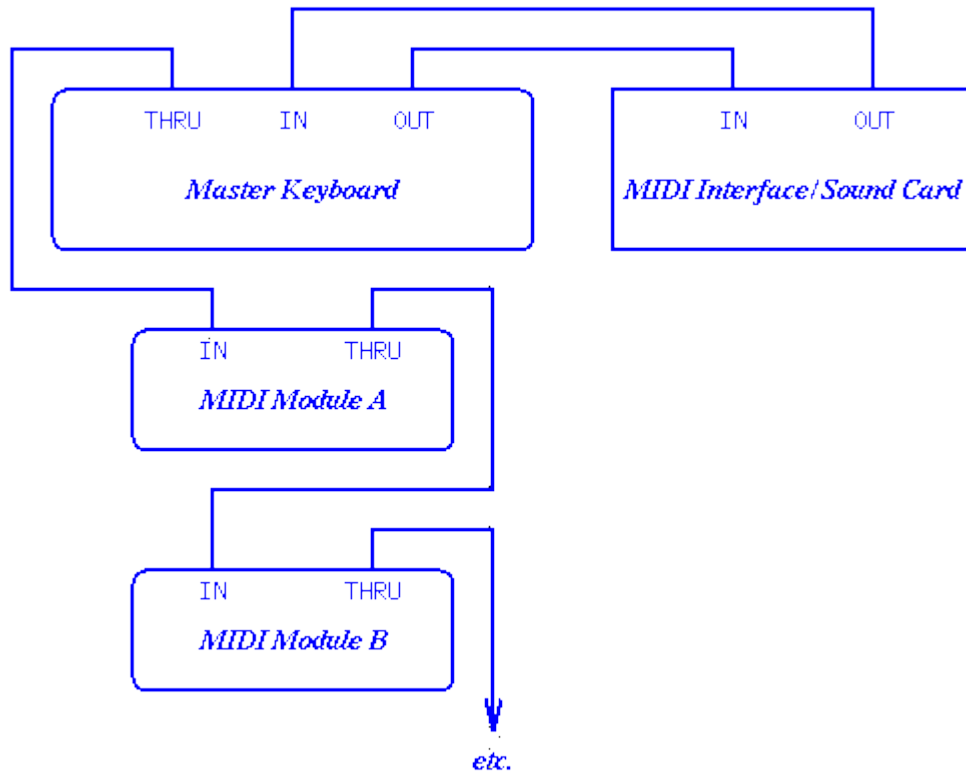 THRU IN OUT
IN OUT
Master Keyboard
MIDI Interface/Sound Card
IN THRU
MIDI Module A
IN THRU
MIDI Module B
etc.